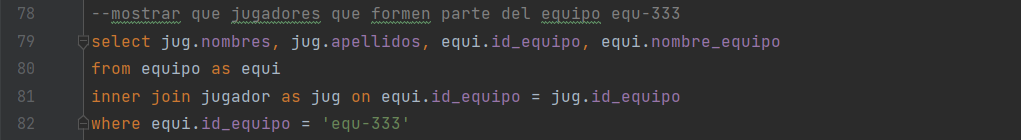 78 --mostrar que jugadores que formen parte del equipo equ-333
79 select jug.nombres, jug.apellidos, equi.id_equipo, equi.nombre_equipo
80 from equipo as equi
81 inner join jugador as jug on equi.id_equipo = jug.id_equipo
82 where equi.id_equipo = 'equ-333'